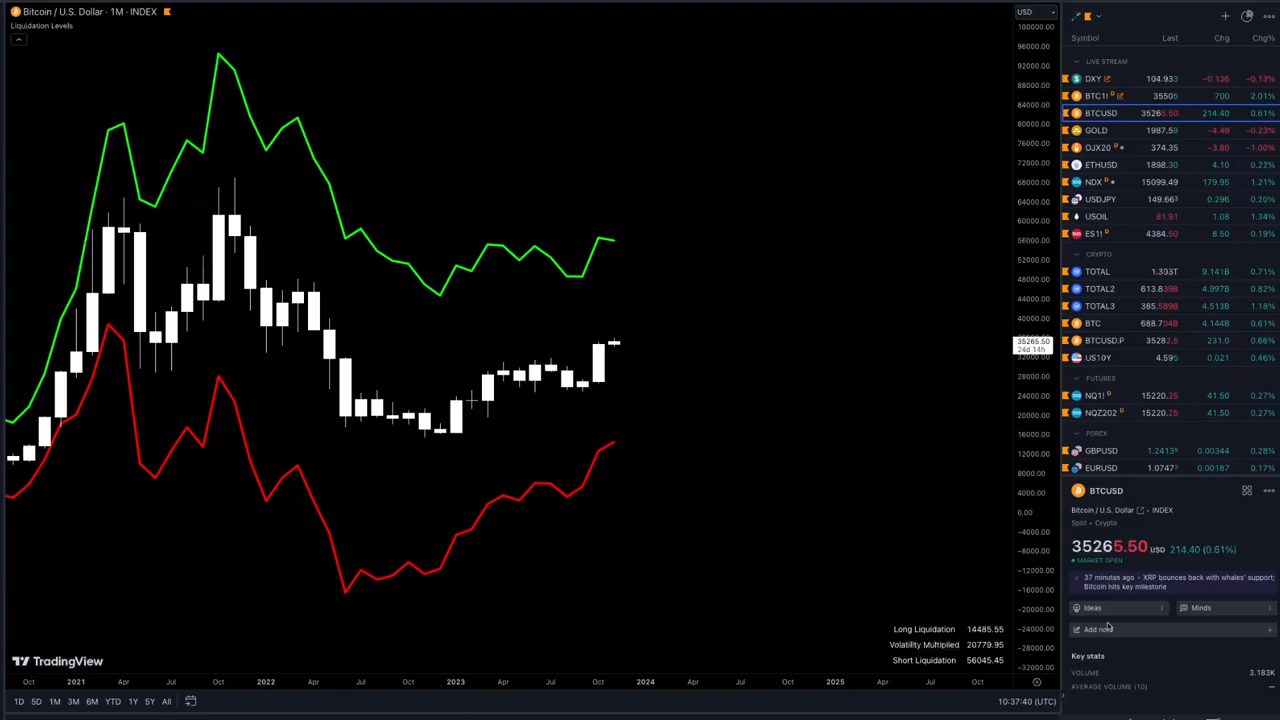 Bitcoin / U.S. Dollar · 1M · INDEX
Liquidation Levels
USD
100000.00
96000.00
92000.00
88000.00
84000.00
80000.00
76000.00
72000.00
68000.00
64000.00
60000.00
56000.00
52000.00
48000.00
44000.00
40000.00
35265.50
24d 14h
32000.00
28000.00
24000.00
20000.00
16000.00
12000.00
8000.00
4000.00
0.00
−4000.00
−8000.00
−12000.00
−16000.00
−20000.00
−24000.00
−28000.00
−32000.00
Long Liquidation 14485.55
Volatility Multiplied 20779.95
Short Liquidation 56045.45
TradingView
Oct 2021 Apr Jul Oct 2022 Apr Jul Oct 2023 Apr Jul Oct 2024 Apr Jul Oct 2025 Apr Jul Oct
1D 5D 1M 3M 6M YTD 1Y 5Y All
10:37:40 (UTC)
Symbol Last Chg Chg%
LIVE STREAM
DXY 104.933 −0.136 −0.13%
BTC1! D 35505 700 2.01%
BTCUSD 35265.50 214.40 0.61%
GOLD 1987.59 −4.49 −0.23%
OJX20 D 374.35 −3.80 −1.00%
ETHUSD 1898.30 4.10 0.22%
NDX D 15099.49 179.95 1.21%
USDJPY 149.663 0.296 0.20%
USOIL 81.91 1.08 1.34%
ES1! D 4384.50 8.50 0.19%
CRYPTO
TOTAL 1.303T 9.141B 0.71%
TOTAL2 613.839B 4.997B 0.82%
TOTAL3 385.589B 4.513B 1.18%
BTC 688.704B 4.144B 0.61%
BTCUSD.P 35282.5 231.0 0.66%
US10Y 4.595 0.021 0.46%
FUTURES
NQ1! D 15220.25 41.50 0.27%
NQZ202 D 15220.25 41.50 0.27%
FOREX
GBPUSD 1.24139 0.00344 0.28%
EURUSD 1.07473 0.00187 0.17%
BTCUSD
Bitcoin / U.S. Dollar • INDEX
Spot • Crypto
35265.50 USD 214.40 (0.61%)
MARKET OPEN
37 minutes ago • XRP bounces back with whales' support;
Bitcoin hits key milestone
Ideas
Minds
Add note
Key stats
VOLUME 3.183K
AVERAGE VOLUME (10) —